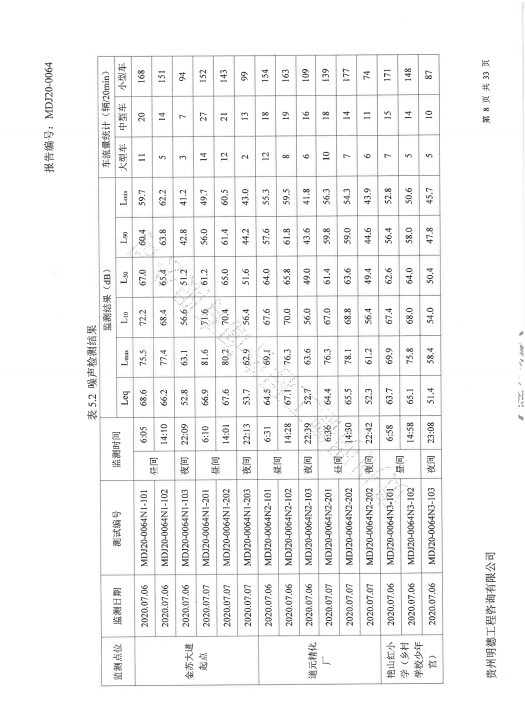 报告编号：MDJ20-0064
表 5.2 噪声检测结果
监测点位 监测日期 测试编号 监测时间 监测结果（dB） 车流量统计（辆/20min）
Leq Lmax L10 L50 L90 Lmin 大型车 中型车 小型车
金苏大道起点
2020.07.06 MDJ20-0064N1-101 昼间 6:05 68.6 75.5 72.2 67.0 60.4 59.7 11 20 168
2020.07.06 MDJ20-0064N1-102 14:10 66.2 77.4 68.4 65.4 63.8 62.2 5 14 151
2020.07.06 MDJ20-0064N1-103 夜间 22:09 52.8 63.1 56.6 51.2 42.8 41.2 3 7 94
2020.07.07 MDJ20-0064N1-201 昼间 6:10 66.9 81.6 71.6 61.2 56.0 49.7 14 27 152
2020.07.07 MDJ20-0064N1-202 14:01 67.6 80.2 70.4 65.0 61.4 60.5 12 21 143
2020.07.07 MDJ20-0064N1-203 夜间 22:13 53.7 62.9 56.4 51.6 44.2 43.0 2 13 99
道元精化厂
2020.07.06 MDJ20-0064N2-101 昼间 6:31 64.5 69.1 67.6 64.0 57.6 55.3 12 18 154
2020.07.06 MDJ20-0064N2-102 14:28 67.1 76.3 70.0 65.8 61.8 59.5 8 19 163
2020.07.06 MDJ20-0064N2-103 夜间 22:39 52.7 63.6 56.0 49.0 43.6 41.8 6 16 109
2020.07.07 MDJ20-0064N2-201 昼间 6:36 64.4 76.3 67.0 61.4 59.8 56.3 10 18 139
2020.07.07 MDJ20-0064N2-202 14:30 65.5 78.1 68.8 63.6 59.0 54.3 7 14 177
2020.07.07 MDJ20-0064N2-202 夜间 22:42 52.3 61.2 56.4 49.4 44.6 43.9 6 11 74
艳山红小学（乡村学校少年宫）
2020.07.06 MDJ20-0064N3-101 昼间 6:58 63.7 69.9 67.4 62.6 56.4 52.8 7 15 171
2020.07.06 MDJ20-0064N3-102 14:58 65.1 75.8 68.0 64.0 58.0 50.6 5 14 148
2020.07.06 MDJ20-0064N3-103 夜间 23:08 51.4 58.4 54.0 50.4 47.8 45.7 5 10 87
贵州明德工程咨询有限公司
第 8 页 共 33 页